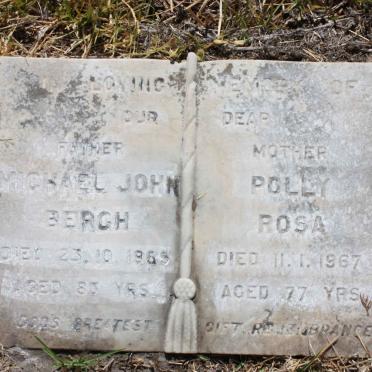 LOVING MEMORY OF
OUR DEAR
FATHER MOTHER
MICHAEL JOHN POLLY
BERGH ROSA
DIED 23.10.1965 DIED 11.1.1967
AGED 83 YRS. AGED 77 YRS.
GOD'S GREATEST GIFT, REMEMBRANCE